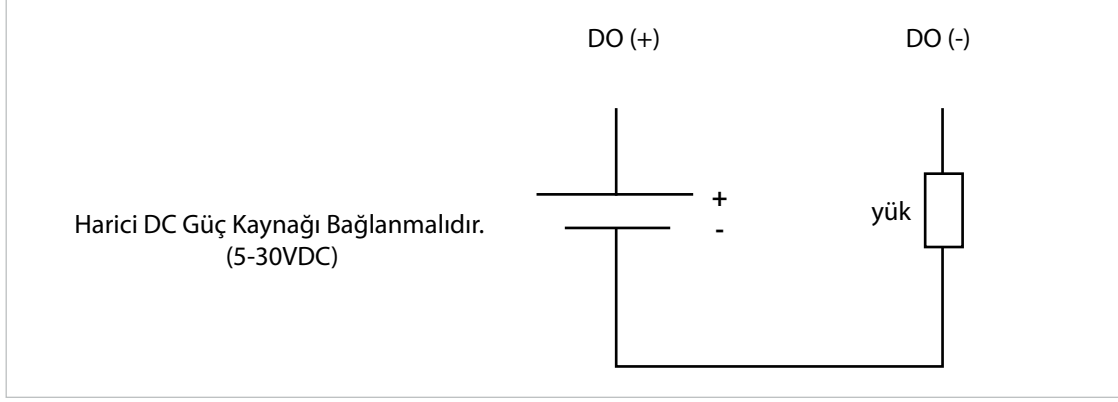 DO (+)
DO (-)
+
-
yük
Harici DC Güç Kaynağı Bağlanmalıdır.
(5-30VDC)